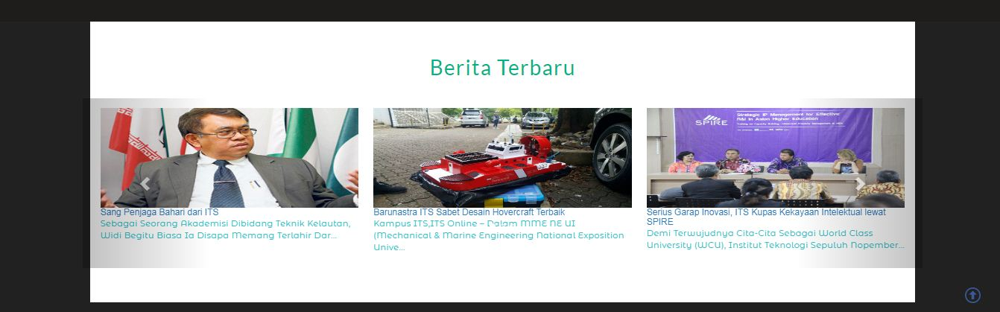 Berita Terbaru
SPIRE
Strategic IP Management for Effective
R&I in Asian Higher Education
Sang Penjaga Bahari dari ITS
Sebagai Seorang Akademisi Dibidang Teknik Kelautan,
Widi Begitu Biasa Ia Disapa Memang Terlahir Dar...
Barunastra ITS Sabet Desain Hovercraft Terbaik
Kampus ITS,ITS Online – Dalam MME NE UI
(Mechanical & Marine Engineering National Exposition
Unive...
Serius Garap Inovasi, ITS Kupas Kekayaan Intelektual lewat
SPIRE
Demi Terwujudnya Cita-Cita Sebagai World Class
University (WCU), Institut Teknologi Sepuluh Nopember...